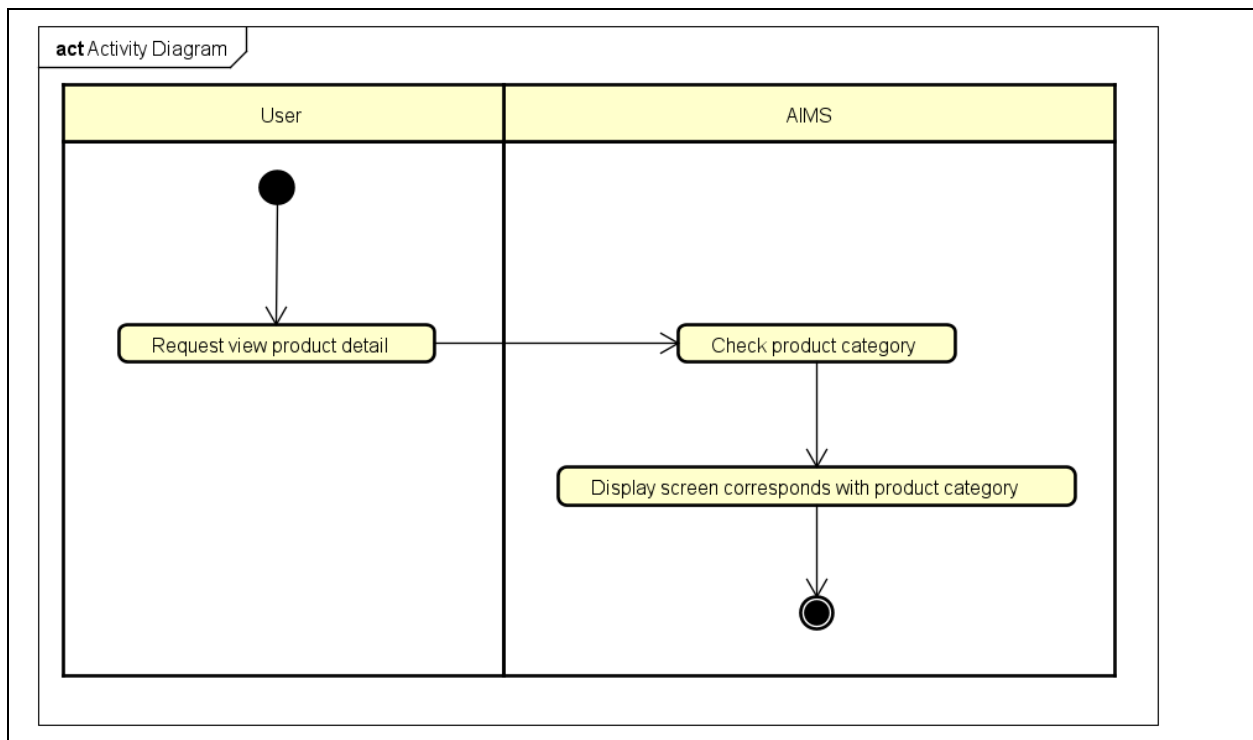 act Activity Diagram
User
AIMS
Request view product detail
Check product category
Display screen corresponds with product category